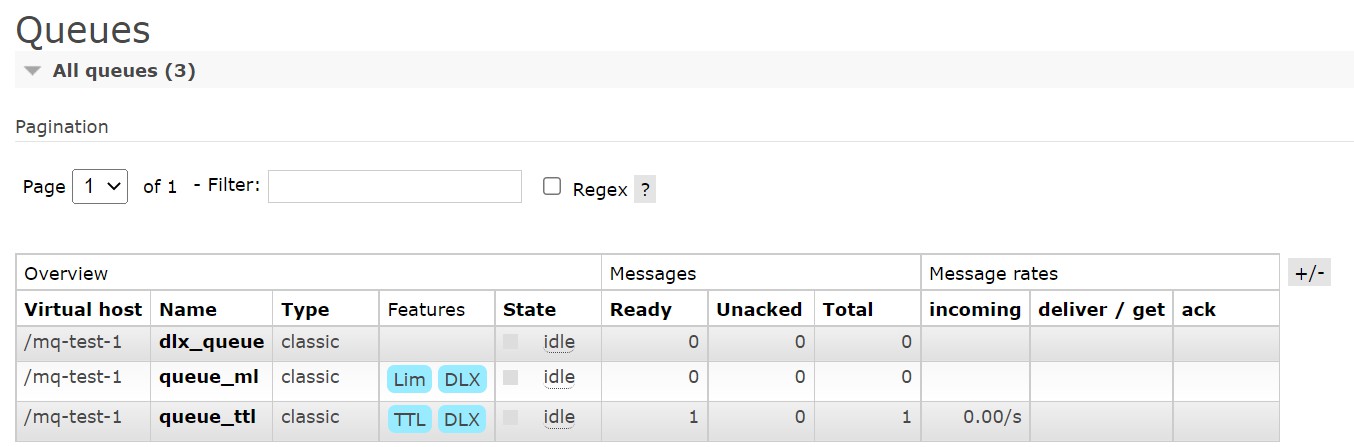 Queues
All queues (3)
Pagination
Page 1 of 1 - Filter: Regex ?
Overview Messages Message rates +/-
Virtual host Name Type Features State Ready Unacked Total incoming deliver / get ack
/mq-test-1 dlx_queue classic idle 0 0 0
/mq-test-1 queue_ml classic Lim DLX idle 0 0 0
/mq-test-1 queue_ttl classic TTL DLX idle 1 0 1 0.00/s